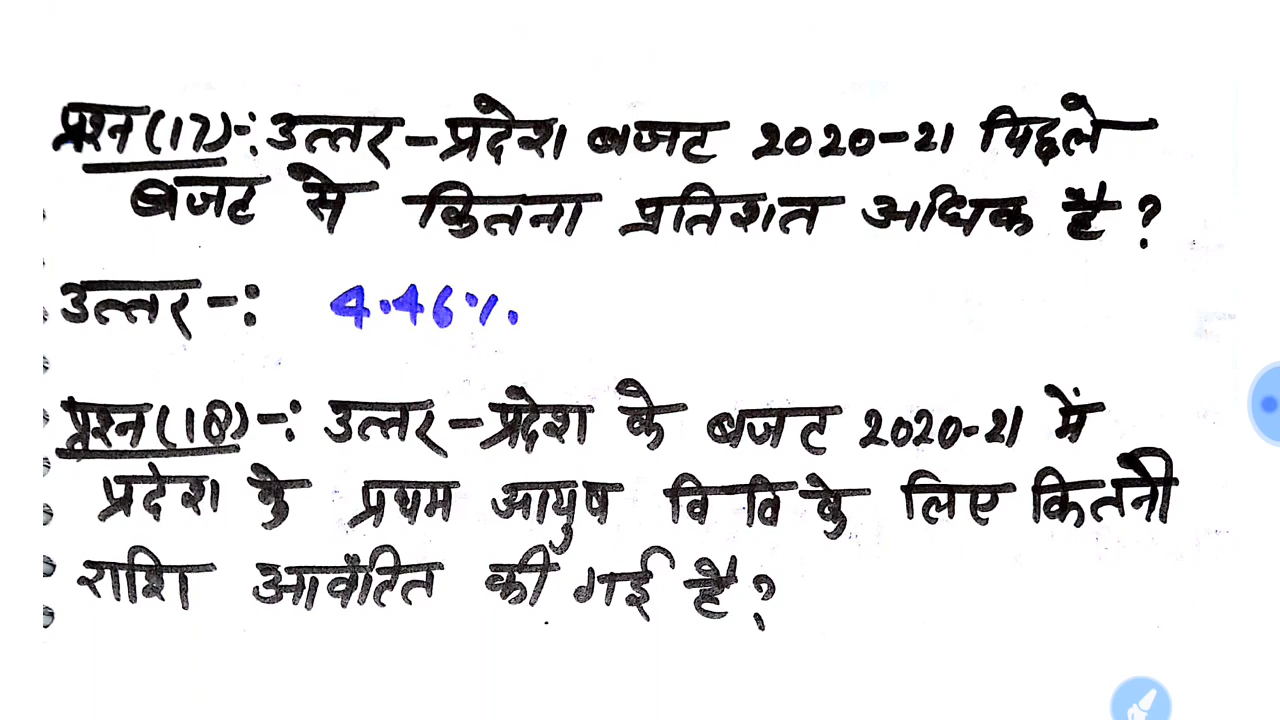 प्रश्न(17)-: उत्तर-प्रदेश बजट 2020-21 पिछले
बजट से कितना प्रतिशत अधिक है?
उत्तर-: 4.46%
प्रश्न(18)-: उत्तर-प्रदेश के बजट 2020-21 में
प्रदेश के प्रथम आयुष वि वि के लिए कितनी
राशि आवंटित की गई है?